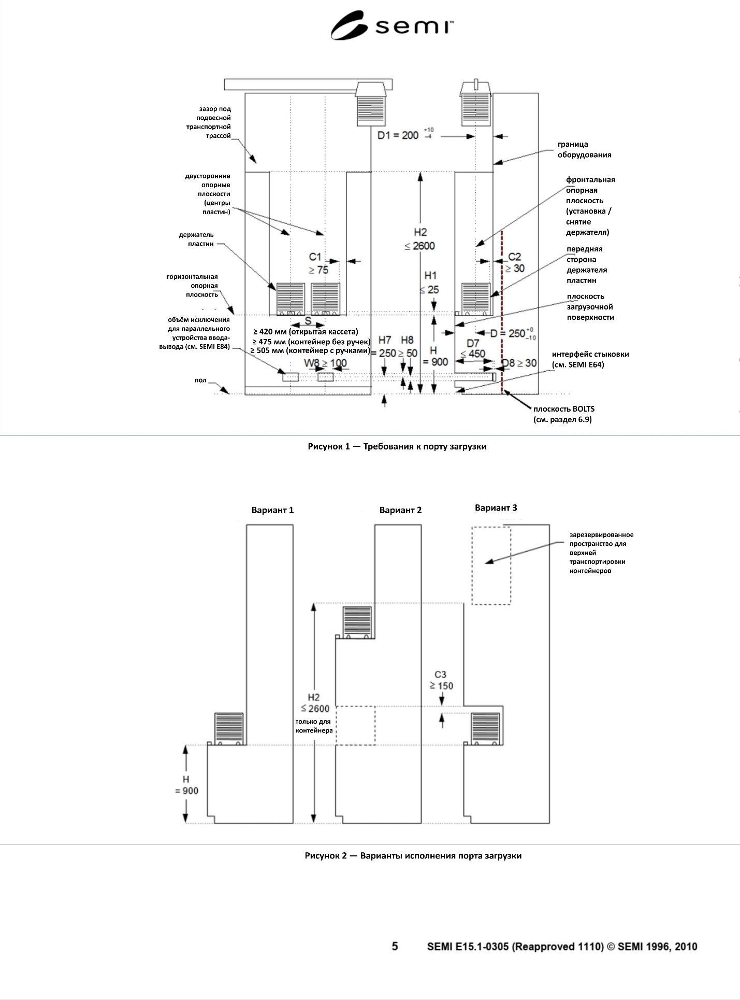 semi™
зазор под
подвесной
транспортной
трассой
D1 = 200 +10 –4
граница
оборудования
двусторонние
опорные
плоскости
(центры
пластин)
фронтальная
опорная
плоскость
(установка /
снятие
держателя)
держатель
пластин
C1
≥ 75
H2
≤ 2600
H1
≤ 25
C2
≥ 30
передняя
сторона
держателя
пластин
горизонтальная
опорная
плоскость
плоскость
загрузочной
поверхности
объём исключения
для параллельного
устройства ввода-
вывода (см. SEMI E84)
S
≥ 420 мм (открытая кассета)
≥ 475 мм (контейнер без ручек)
≥ 505 мм (контейнер с ручками)
W8 ≥ 100
H7
= 250
H8
≥ 50
H
= 900
D = 250 +0 –10
D7
≤ 450
D8 ≥ 30
интерфейс стыковки
(см. SEMI E64)
пол
плоскость BOLTS
(см. раздел 6.9)
Рисунок 1 — Требования к порту загрузки
Вариант 1
Вариант 2
Вариант 3
зарезервированное
пространство для
верхней
транспортировки
контейнеров
C3
≥ 150
H2
≤ 2600
только для
контейнера
H
= 900
Рисунок 2 — Варианты исполнения порта загрузки
5 SEMI E15.1-0305 (Reapproved 1110) © SEMI 1996, 2010